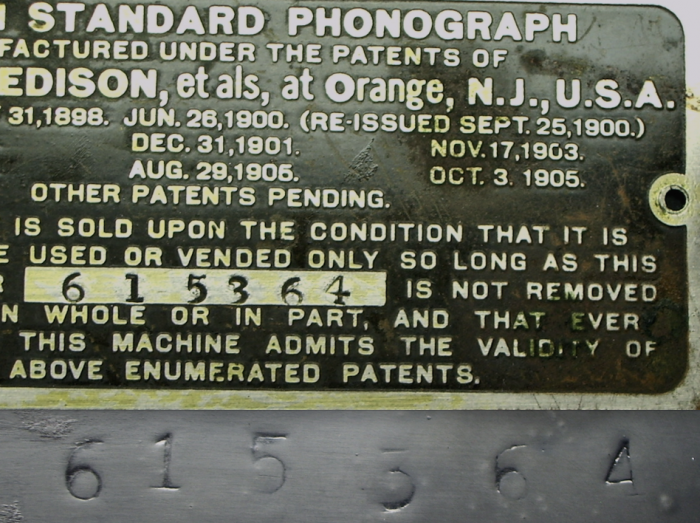 STANDARD PHONOGRAPH
FACTURED UNDER THE PATENTS OF
EDISON, et als, at Orange, N.J., U.S.A.
31,1898. JUN. 26,1900. (RE-ISSUED SEPT. 25,1900.)
DEC. 31,1901. NOV. 17,1903.
AUG. 29,1905. OCT. 3. 1905.
OTHER PATENTS PENDING.
IS SOLD UPON THE CONDITION THAT IT IS
USED OR VENDED ONLY SO LONG AS THIS
615364 IS NOT REMOVED
N WHOLE OR IN PART, AND THAT EVERY
THIS MACHINE ADMITS THE VALIDITY OF
ABOVE ENUMERATED PATENTS.
615364